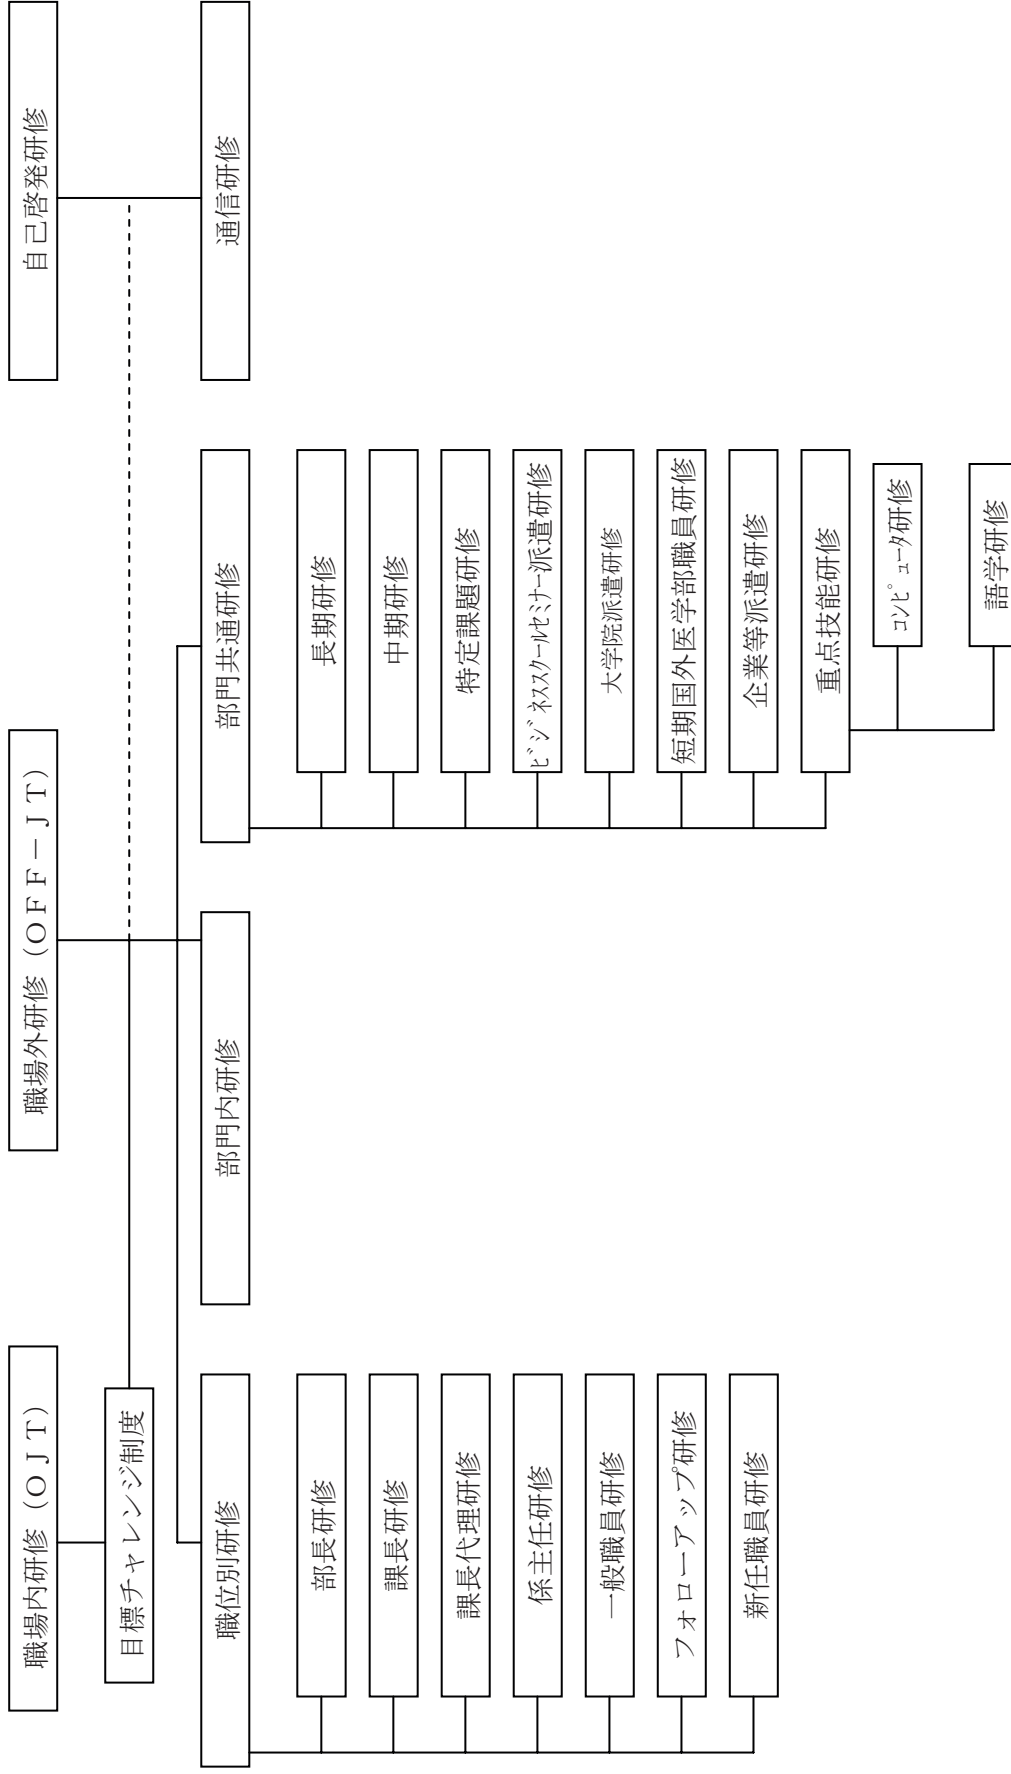 職場内研修（ＯＪＴ）
職場外研修（ＯＦＦ－ＪＴ）
自己啓発研修
目標チャレンジ制度
職位別研修
部門内研修
部門共通研修
通信研修
部長研修
課長研修
課長代理研修
係主任研修
一般職員研修
フォローアップ研修
新任職員研修
長期研修
中期研修
特定課題研修
ﾋﾞｼﾞﾈｽｽｸｰﾙｾﾐﾅｰ派遣研修
大学院派遣研修
短期国外医学部職員研修
企業等派遣研修
重点技能研修
ｺﾝﾋﾟｭｰﾀ研修
語学研修